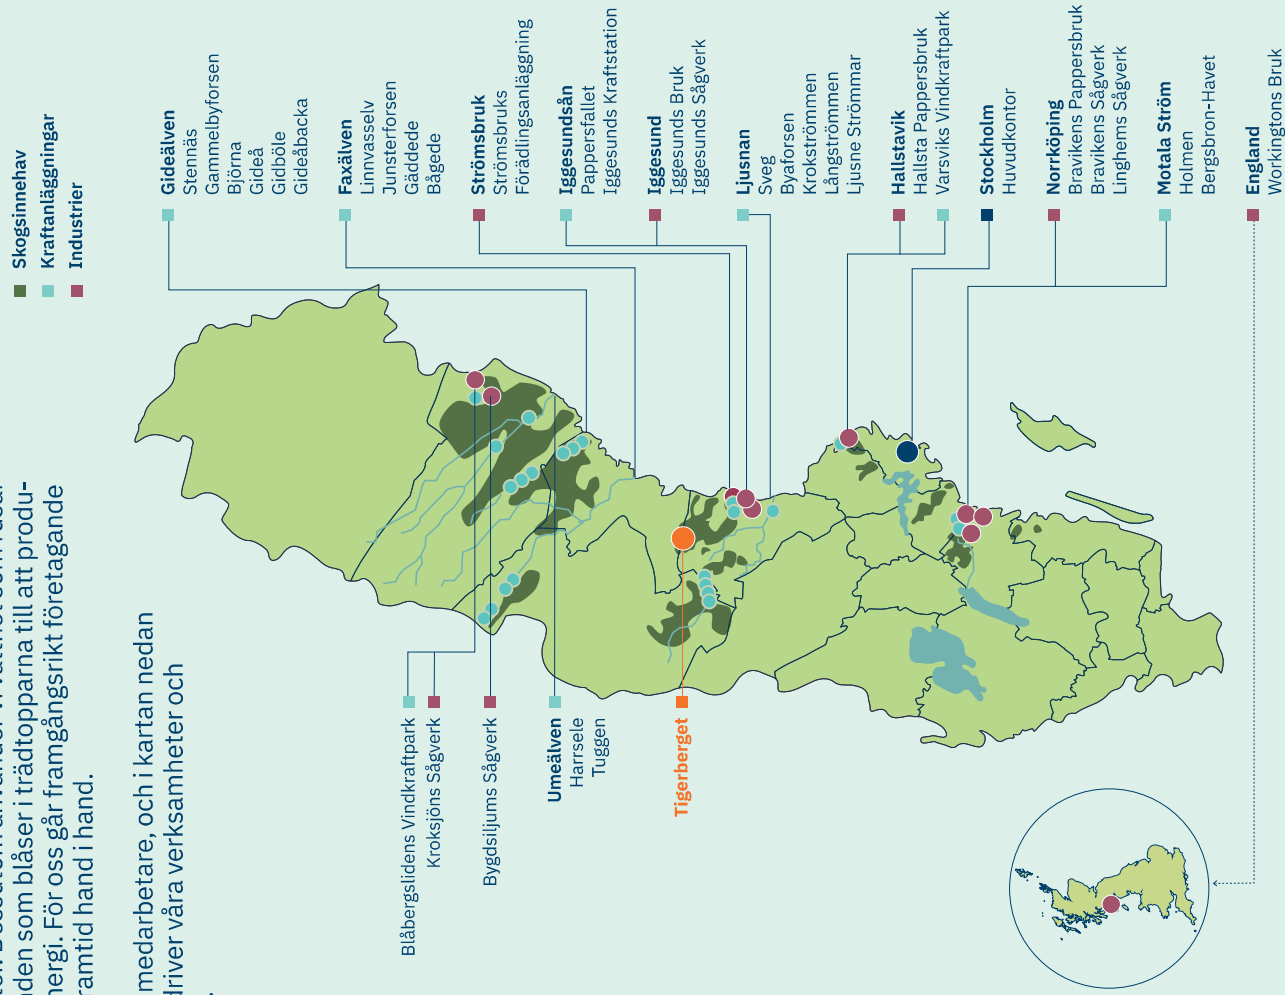 den som blåser i trädtopparna till att produ-
nergi. För oss går framgångsrikt företagande
ramtid hand i hand.
medarbetare, och i kartan nedan
driver våra verksamheter och
Skogsinnehav
Kraftanläggningar
Industrier
Gideälven
Stennäs
Gammelbyforsen
Björna
Gideå
Gidböle
Gideåbacka
Faxälven
Linnvasselv
Junsterforsen
Gäddede
Bågede
Strömsbruk
Strömsbruks
Förädlingsanläggning
Iggesundsån
Pappersfallet
Iggesunds Kraftstation
Iggesund
Iggesunds Bruk
Iggesunds Sågverk
Ljusnan
Sveg
Byaforsen
Krokströmmen
Långströmmen
Ljusne Strömmar
Hallstavik
Hallsta Pappersbruk
Varsviks Vindkraftpark
Stockholm
Huvudkontor
Norrköping
Bravikens Pappersbruk
Bravikens Sågverk
Linghems Sågverk
Motala Ström
Holmen
Bergsbron-Havet
England
Workingtons Bruk
Blåbergslidens Vindkraftpark
Kroksjöns Sågverk
Bygdsiljums Sågverk
Umeälven
Harrsele
Tuggen
Tigerberget